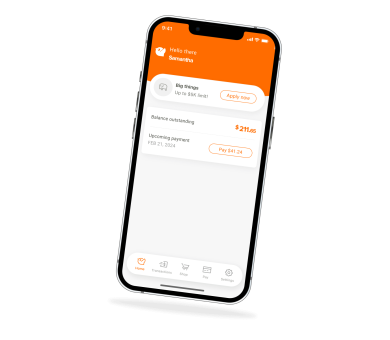 9:41
Hello there
Samantha
Big things
Up to $5K limit
Apply now
Balance outstanding
$211.65
Upcoming payment
FEB 21, 2024
Pay $41.24
Home
Transactions
Shop
Pay
Settings